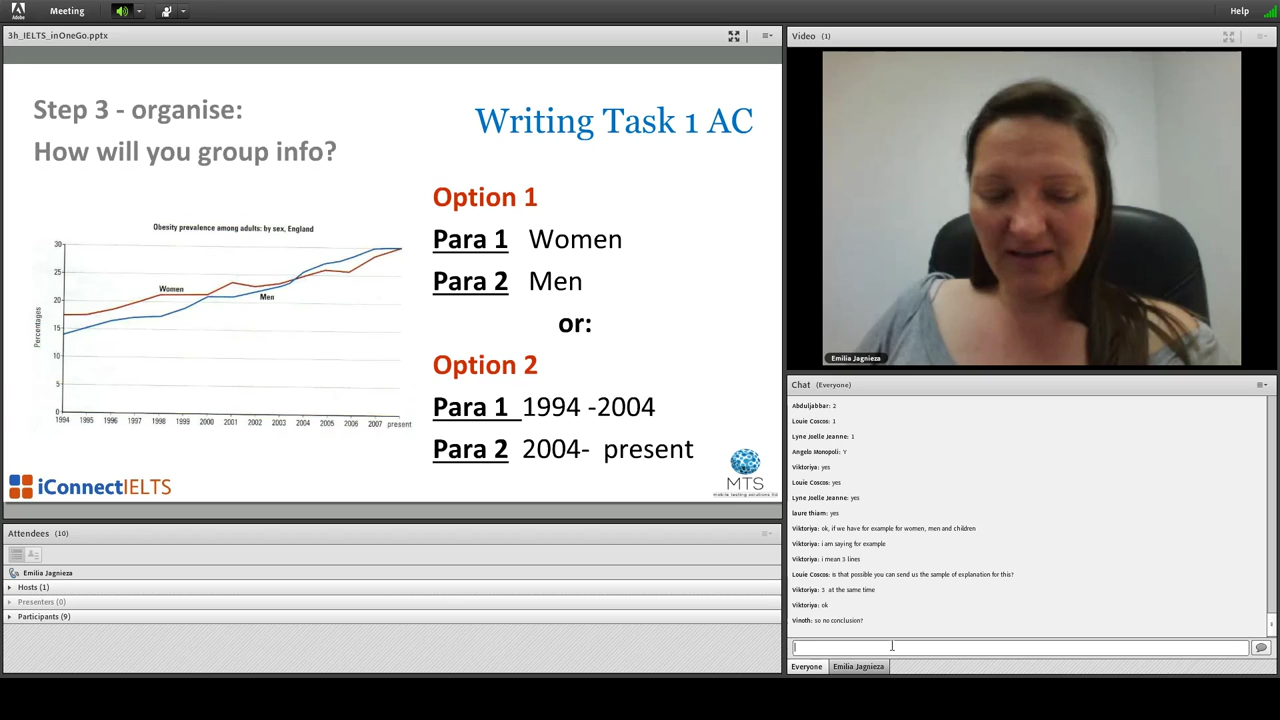 Meeting
Help
3h_IELTS_inOneGo.pptx
Step 3 - organise:
How will you group info?
Writing Task 1 AC
Obesity prevalence among adults: by sex, England
Percentages
30
25
20
15
10
5
0
Women
Men
1994 1995 1996 1997 1998 1999 2000 2001 2002 2003 2004 2005 2006 2007 present
Option 1
Para 1 Women
Para 2 Men
or:
Option 2
Para 1 1994 -2004
Para 2 2004- present
iConnectIELTS
MTS
mobile testing solutions ltd
Attendees (10)
Emilia Jagnieza
Hosts (1)
Presenters (0)
Participants (9)
Video (1)
Emilia Jagnieza
Chat (Everyone)
Abduljabbar: 2
Louie Coscos: 1
Lyne Joelle Jeanne: 1
Angelo Monopoli: Y
Viktoriya: yes
Louie Coscos: yes
Lyne Joelle Jeanne: yes
laure thiam: yes
Viktoriya: ok, if we have for example for women, men and children
Viktoriya: i am saying for example
Viktoriya: i mean 3 lines
Louie Coscos: is that possible you can send us the sample of explanation for this?
Viktoriya: 3 at the same time
Viktoriya: ok
Vinoth: so no conclusion?
Everyone
Emilia Jagnieza